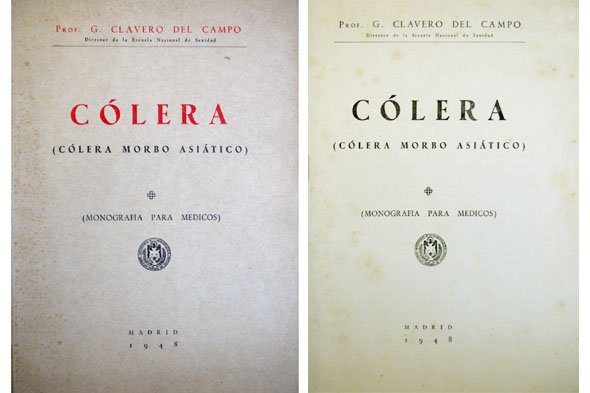 PROF. G. CLAVERO DEL CAMPO
Director de la Escuela Nacional de Sanidad
CÓLERA
(CÓLERA MORBO ASIÁTICO)
(MONOGRAFIA PARA MEDICOS)
MADRID
1948
PROF. G. CLAVERO DEL CAMPO
Director de la Escuela Nacional de Sanidad
CÓLERA
(CÓLERA MORBO ASIÁTICO)
(MONOGRAFIA PARA MEDICOS)
MADRID
1948